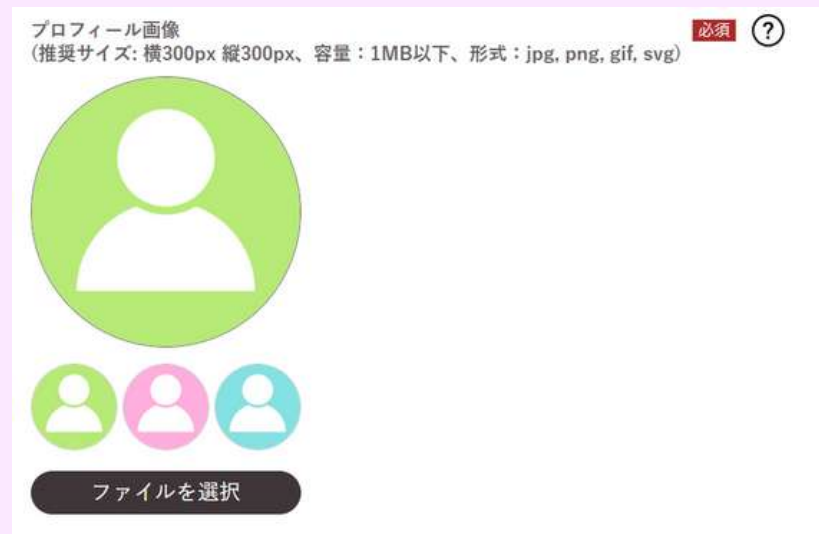 プロフィール画像
必須 ?
(推奨サイズ: 横300px 縦300px、容量：1MB以下、形式：jpg, png, gif, svg)
ファイルを選択